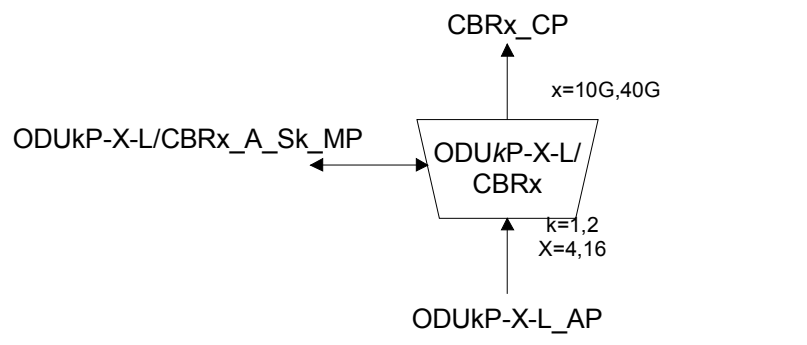 CBRx_CP
x=10G,40G
ODUkP-X-L/CBRx_A_Sk_MP
ODUkP-X-L/
CBRx
k=1,2
X=4,16
ODUkP-X-L_AP